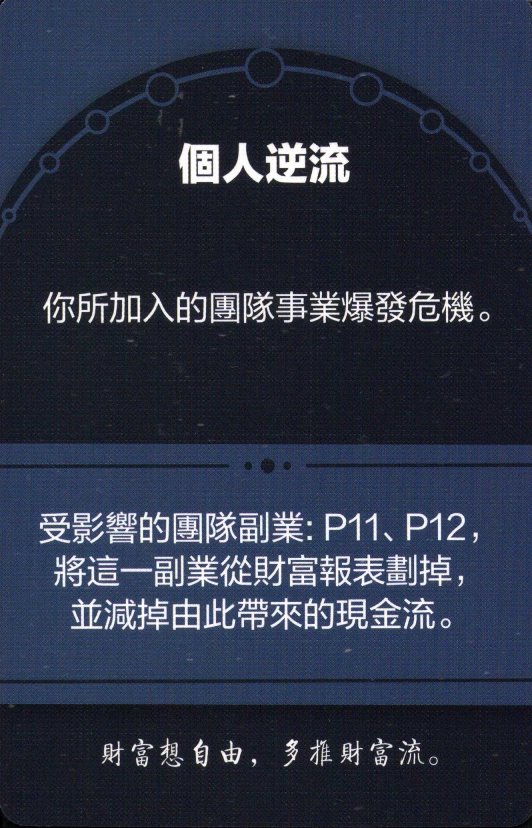 個人逆流
你所加入的團隊事業爆發危機。
受影響的團隊副業: P11、P12,
將這一副業從財富報表劃掉,
並減掉由此帶來的現金流。
財富想自由，多推財富流。